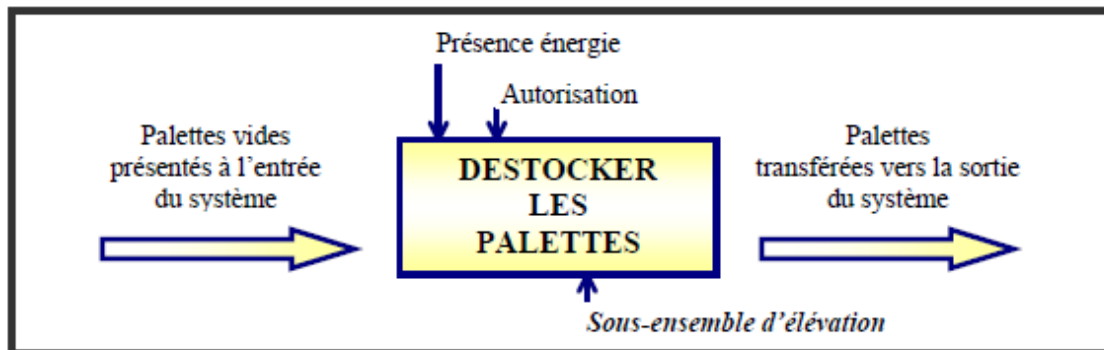 Présence énergie
Autorisation
Palettes vides
présentés à l'entrée
du système
DESTOCKER
LES
PALETTES
Palettes
transférées vers la sortie
du système
Sous-ensemble d'élévation